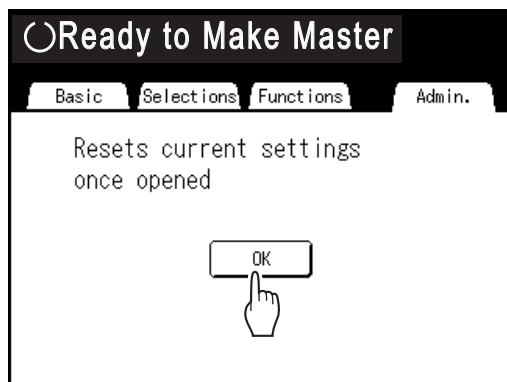 Ready to Make Master
Basic Selections Functions Admin.
Resets current settings
once opened
OK